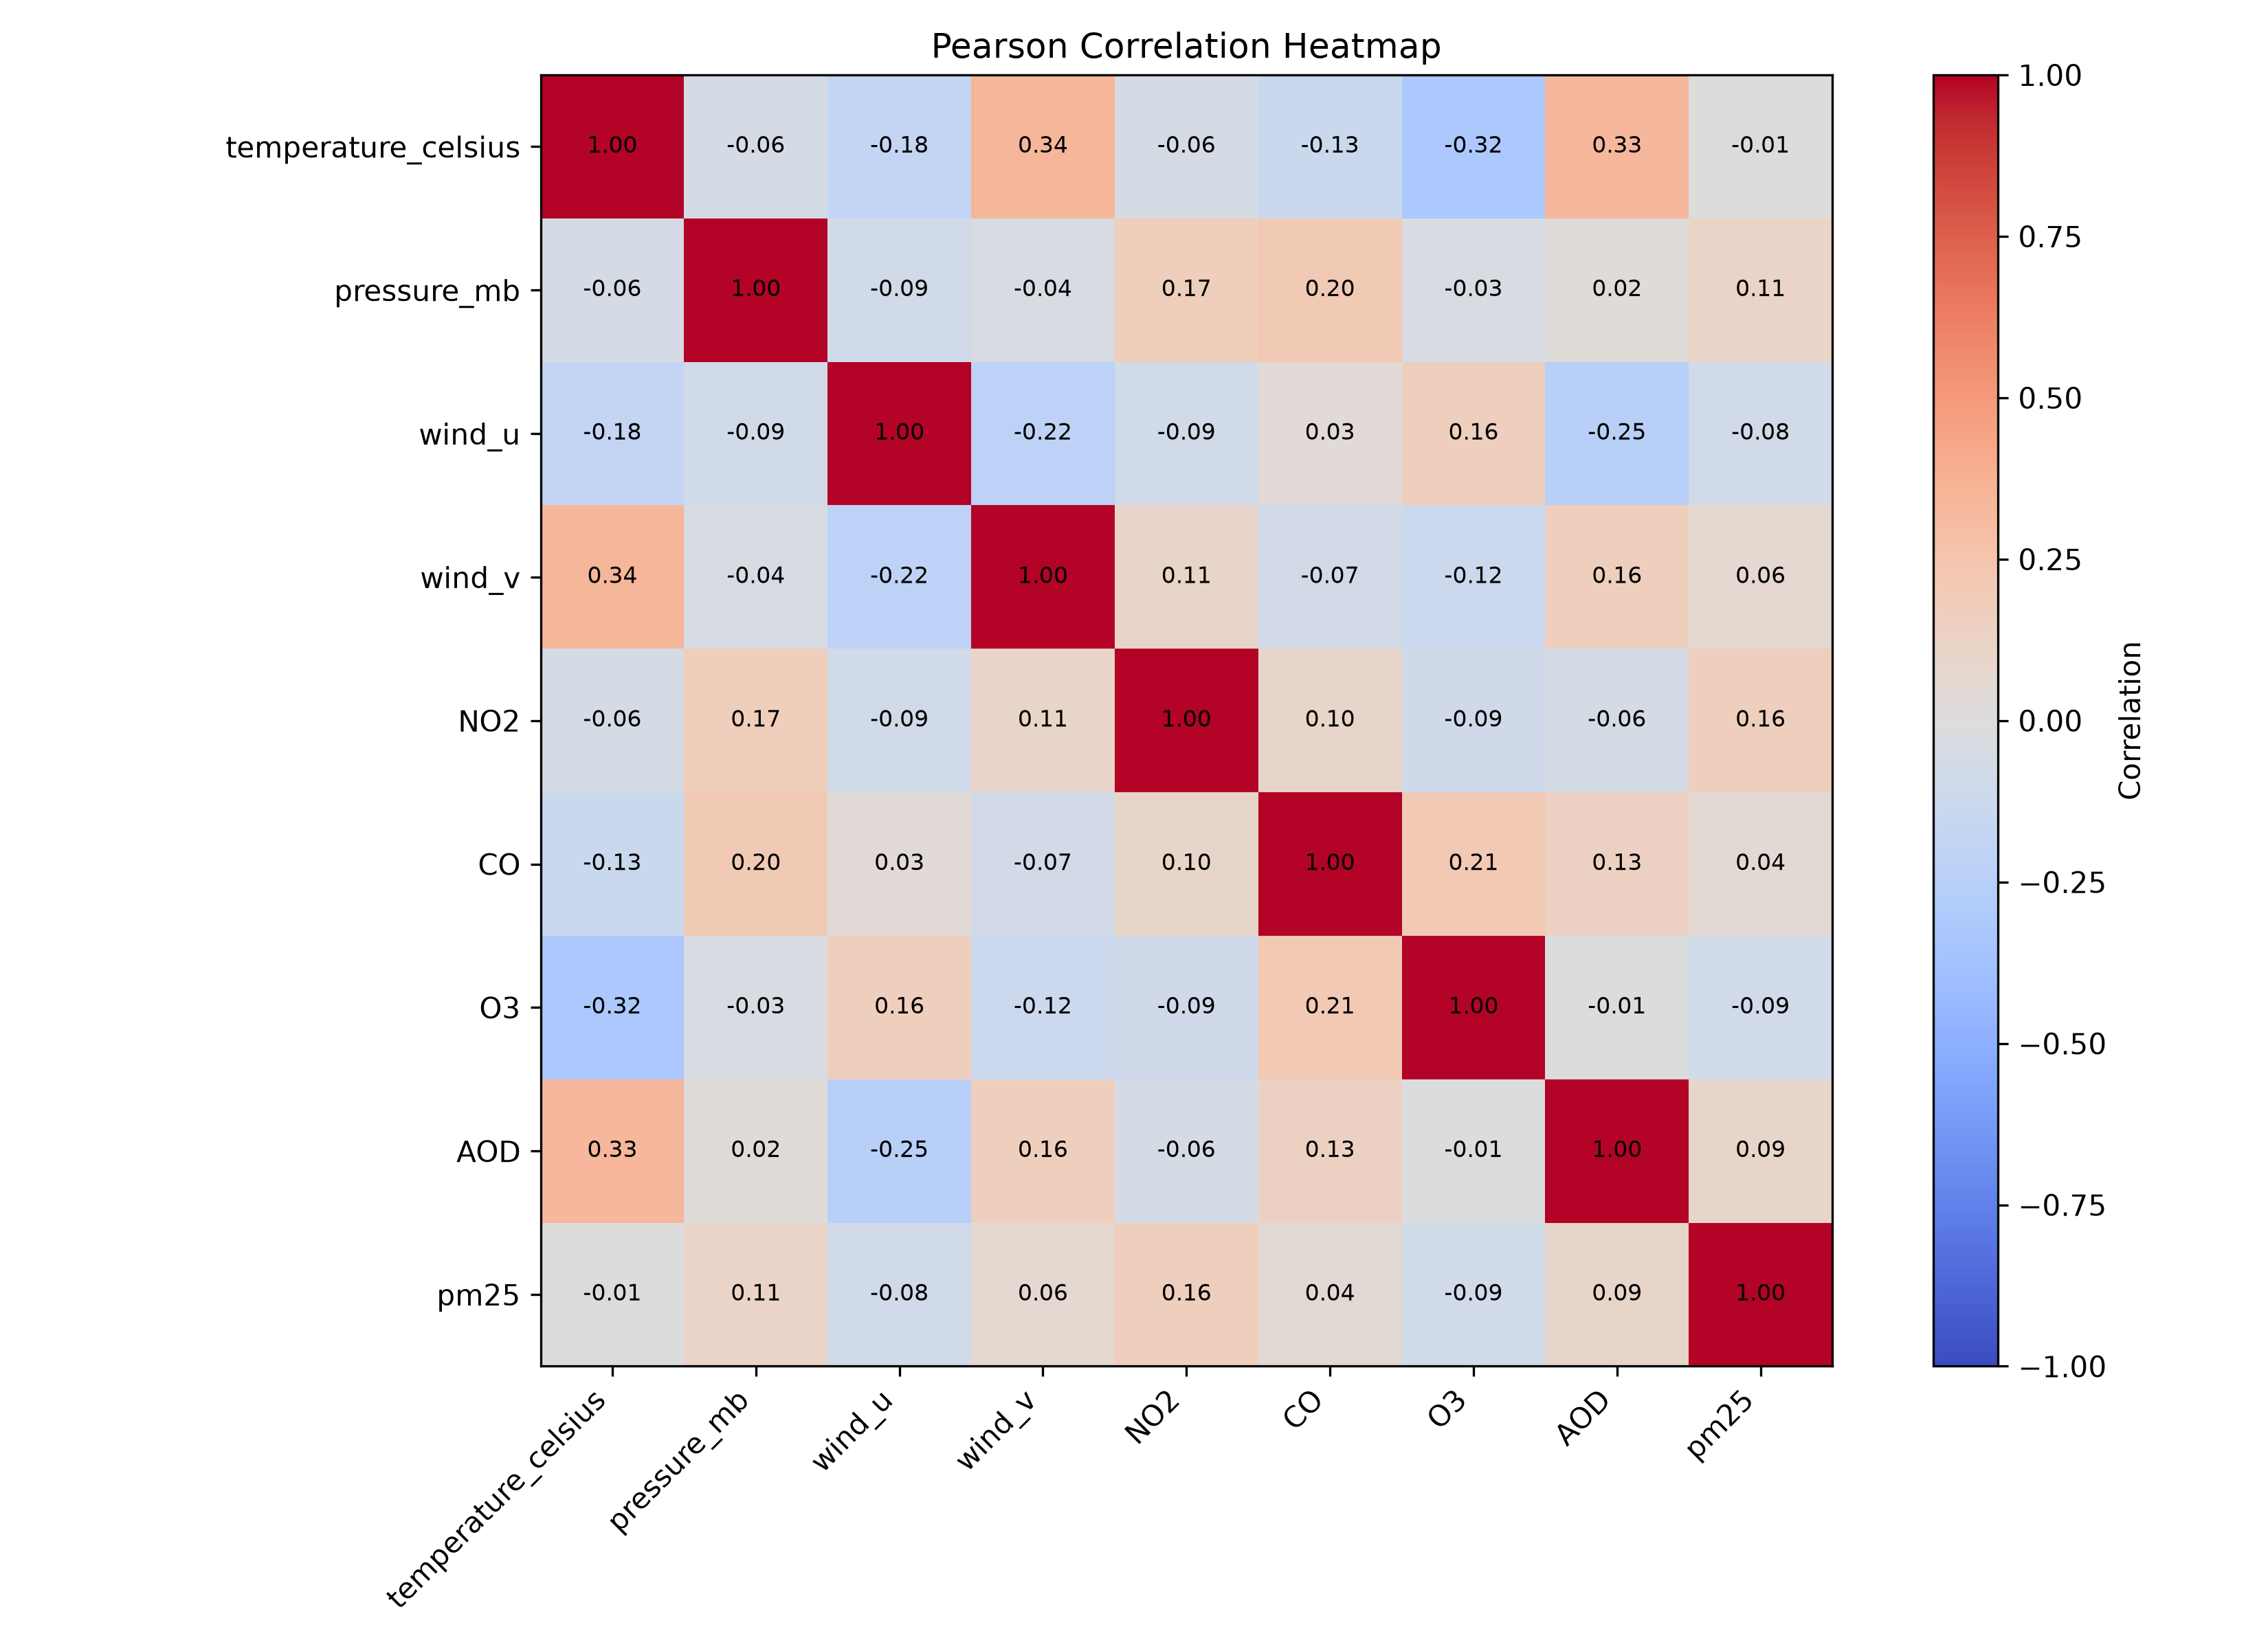 Pearson Correlation Heatmap
temperature_celsius 1.00 -0.06 -0.18 0.34 -0.06 -0.13 -0.32 0.33 -0.01
pressure_mb -0.06 1.00 -0.09 -0.04 0.17 0.20 -0.03 0.02 0.11
wind_u -0.18 -0.09 1.00 -0.22 -0.09 0.03 0.16 -0.25 -0.08
wind_v 0.34 -0.04 -0.22 1.00 0.11 -0.07 -0.12 0.16 0.06
NO2 -0.06 0.17 -0.09 0.11 1.00 0.10 -0.09 -0.06 0.16
CO -0.13 0.20 0.03 -0.07 0.10 1.00 0.21 0.13 0.04
O3 -0.32 -0.03 0.16 -0.12 -0.09 0.21 1.00 -0.01 -0.09
AOD 0.33 0.02 -0.25 0.16 -0.06 0.13 -0.01 1.00 0.09
pm25 -0.01 0.11 -0.08 0.06 0.16 0.04 -0.09 0.09 1.00
temperature_celsius pressure_mb wind_u wind_v NO2 CO O3 AOD pm25
1.00
0.75
0.50
0.25
0.00
−0.25
−0.50
−0.75
−1.00
Correlation